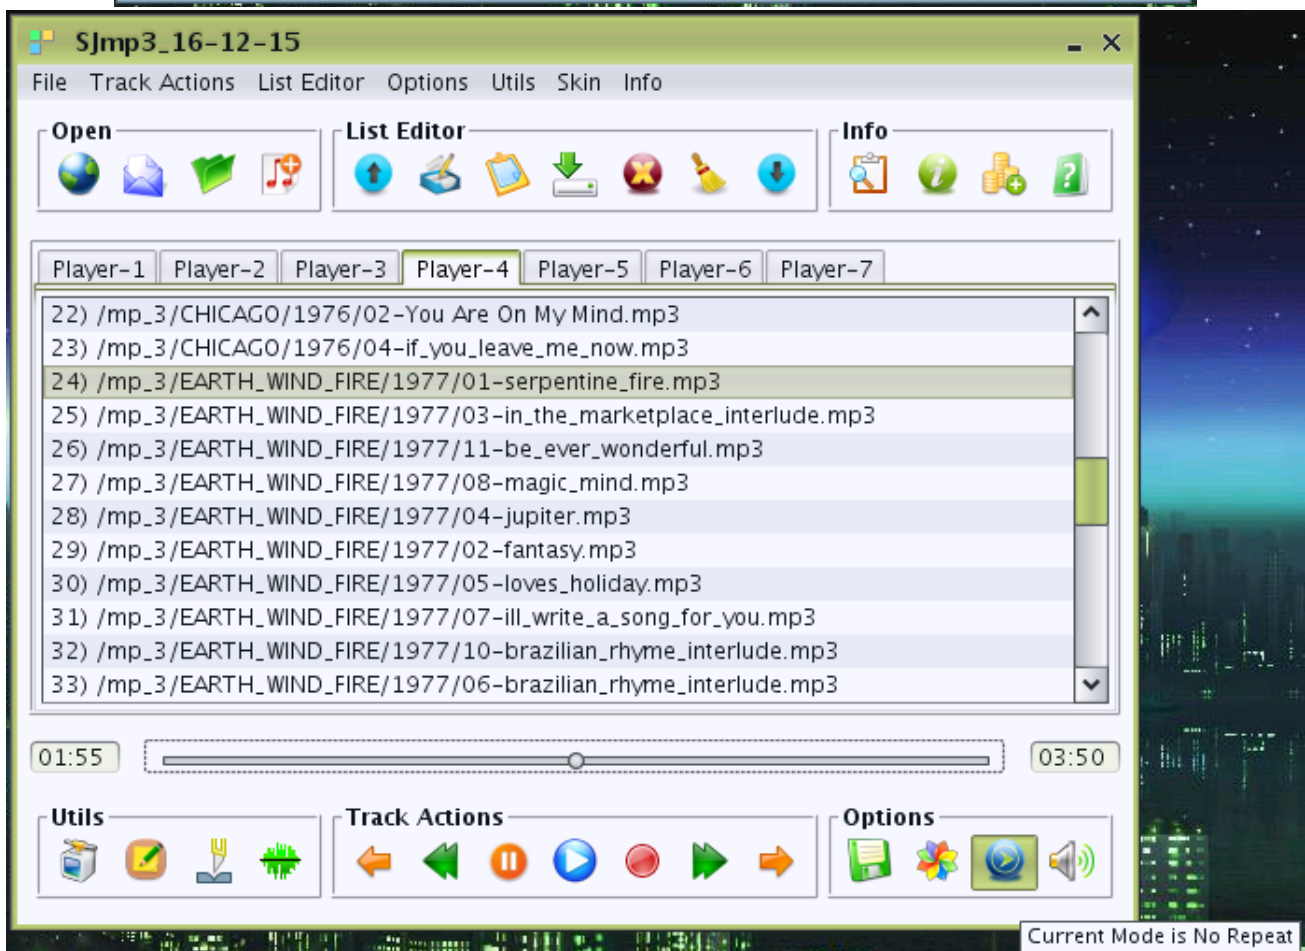 SJmp3_16-12-15
File Track Actions List Editor Options Utils Skin Info
Open List Editor Info
Player-1 Player-2 Player-3 Player-4 Player-5 Player-6 Player-7
22) /mp_3/CHICAGO/1976/02-You Are On My Mind.mp3
23) /mp_3/CHICAGO/1976/04-if_you_leave_me_now.mp3
24) /mp_3/EARTH_WIND_FIRE/1977/01-serpentine_fire.mp3
25) /mp_3/EARTH_WIND_FIRE/1977/03-in_the_marketplace_interlude.mp3
26) /mp_3/EARTH_WIND_FIRE/1977/11-be_ever_wonderful.mp3
27) /mp_3/EARTH_WIND_FIRE/1977/08-magic_mind.mp3
28) /mp_3/EARTH_WIND_FIRE/1977/04-jupiter.mp3
29) /mp_3/EARTH_WIND_FIRE/1977/02-fantasy.mp3
30) /mp_3/EARTH_WIND_FIRE/1977/05-loves_holiday.mp3
31) /mp_3/EARTH_WIND_FIRE/1977/07-ill_write_a_song_for_you.mp3
32) /mp_3/EARTH_WIND_FIRE/1977/10-brazilian_rhyme_interlude.mp3
33) /mp_3/EARTH_WIND_FIRE/1977/06-brazilian_rhyme_interlude.mp3
01:55 03:50
Utils Track Actions Options
Current Mode is No Repeat